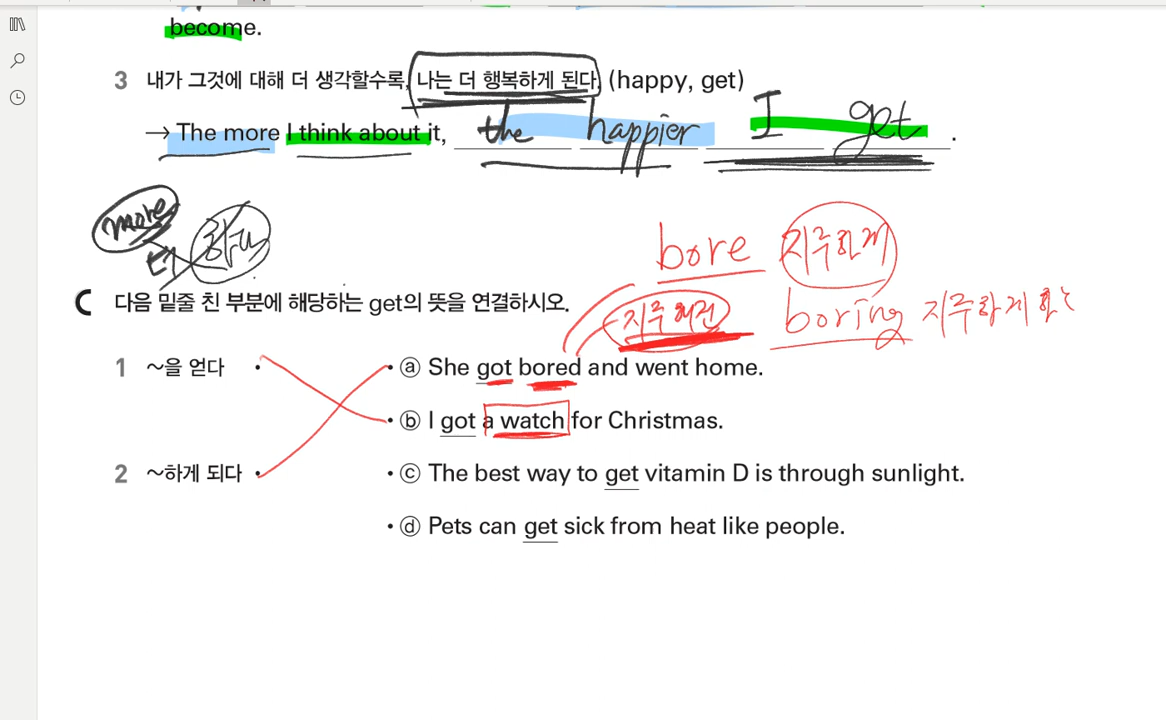 become.
3 내가 그것에 대해 더 생각할수록, 나는 더 행복하게 된다. (happy, get)
→ The more I think about it, the happier I get.
more
더
bore 지루하게
C 다음 밑줄 친 부분에 해당하는 get의 뜻을 연결하시오.
boring 지루하게 하는
1 ~을 얻다
• ⓐ She got bored and went home.
• ⓑ I got a watch for Christmas.
2 ~하게 되다
• ⓒ The best way to get vitamin D is through sunlight.
• ⓓ Pets can get sick from heat like people.